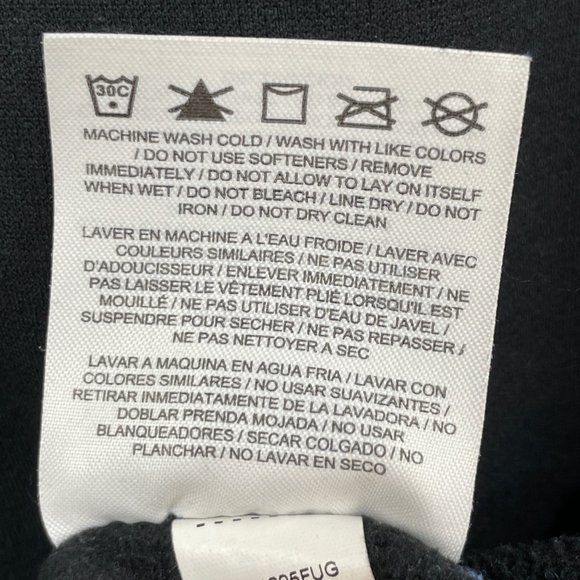 30C
MACHINE WASH COLD / WASH WITH LIKE COLORS
/ DO NOT USE SOFTENERS / REMOVE
IMMEDIATELY / DO NOT ALLOW TO LAY ON ITSELF
WHEN WET / DO NOT BLEACH / LINE DRY / DO NOT
IRON / DO NOT DRY CLEAN
LAVER EN MACHINE A L'EAU FROIDE / LAVER AVEC
COULEURS SIMILAIRES / NE PAS UTILISER
D'ADOUCISSEUR / ENLEVER IMMEDIATEMENT / NE
PAS LAISSER LE VÊTEMENT PLIÉ LORSQU'IL EST
MOUILLÉ / NE PAS UTILISER D'EAU DE JAVEL /
SUSPENDRE POUR SECHER / NE PAS REPASSER /
NE PAS NETTOYER A SEC
LAVAR A MAQUINA EN AGUA FRIA / LAVAR CON
COLORES SIMILARES / NO USAR SUAVIZANTES /
RETIRAR INMEDIATAMENTE DE LA LAVADORA / NO
DOBLAR PRENDA MOJADA / NO USAR
BLANQUEADORES / SECAR COLGADO / NO
PLANCHAR / NO LAVAR EN SECO